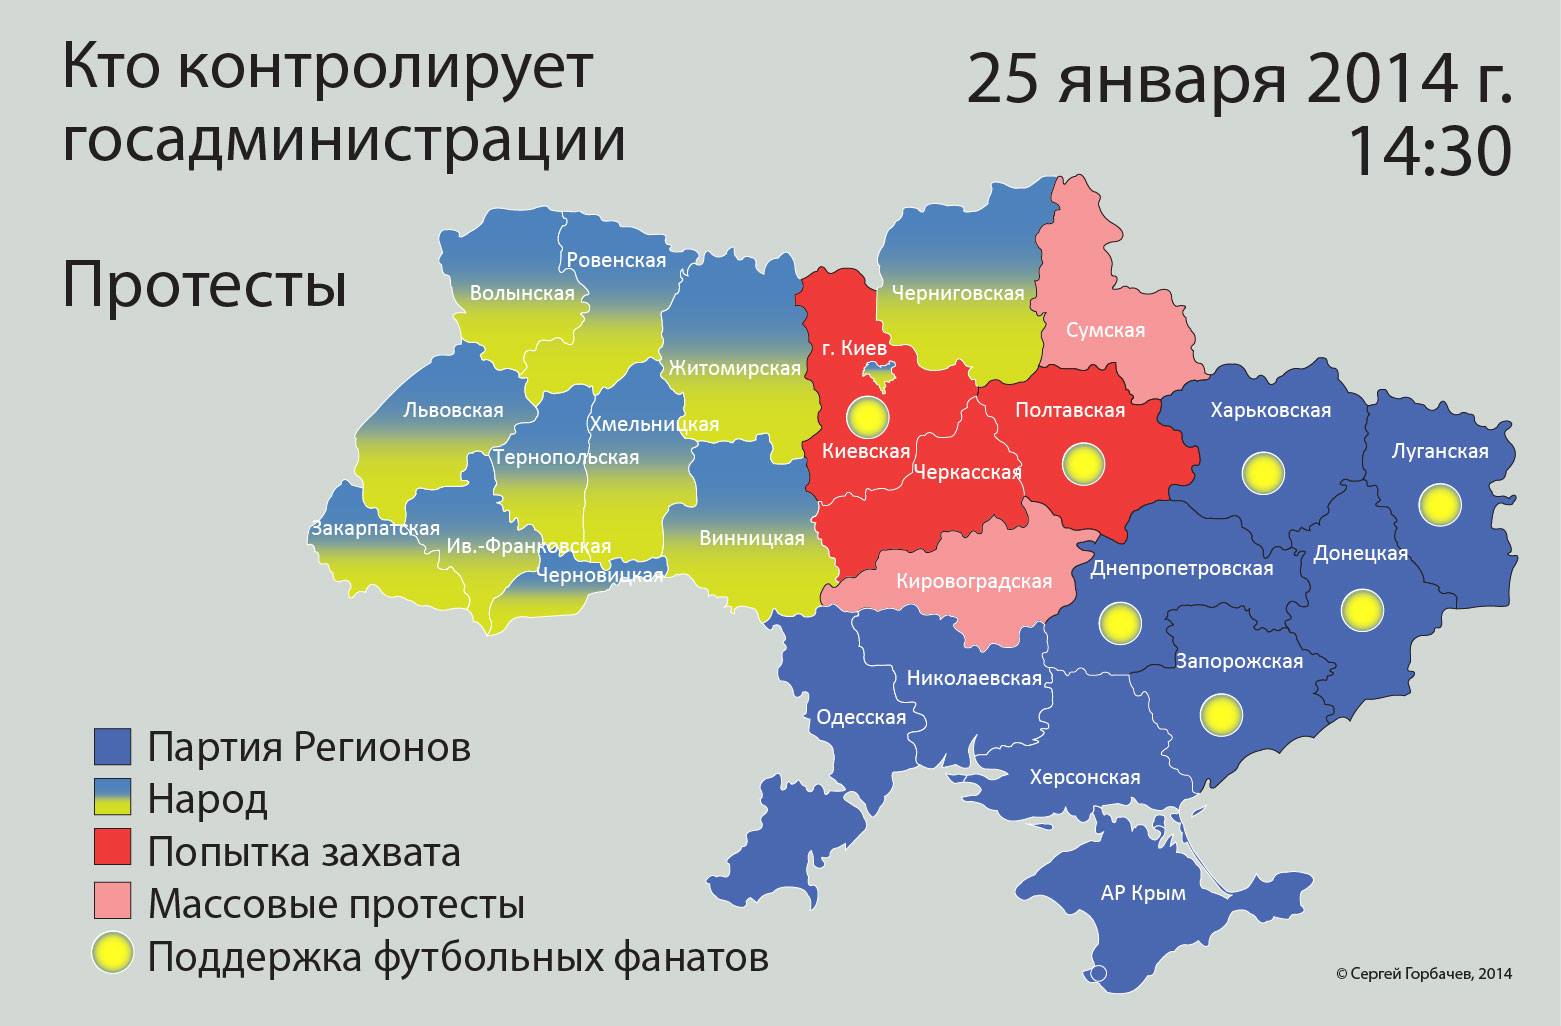 Кто контролирует
госадминистрации
25 января 2014 г.
14:30
Протесты
Ровенская
Волынская
Черниговская
Сумская
г. Киев
Житомирская
Львовская
Хмельницкая
Полтавская
Харьковская
Тернопольская
Киевская
Черкасская
Луганская
Закарпатская
Ив.-Франковская
Винницкая
Черновицкая
Кировоградская
Днепропетровская
Донецкая
Запорожская
Николаевская
Одесская
Херсонская
АР Крым
Партия Регионов
Народ
Попытка захвата
Массовые протесты
Поддержка футбольных фанатов
© Сергей Горбачев, 2014